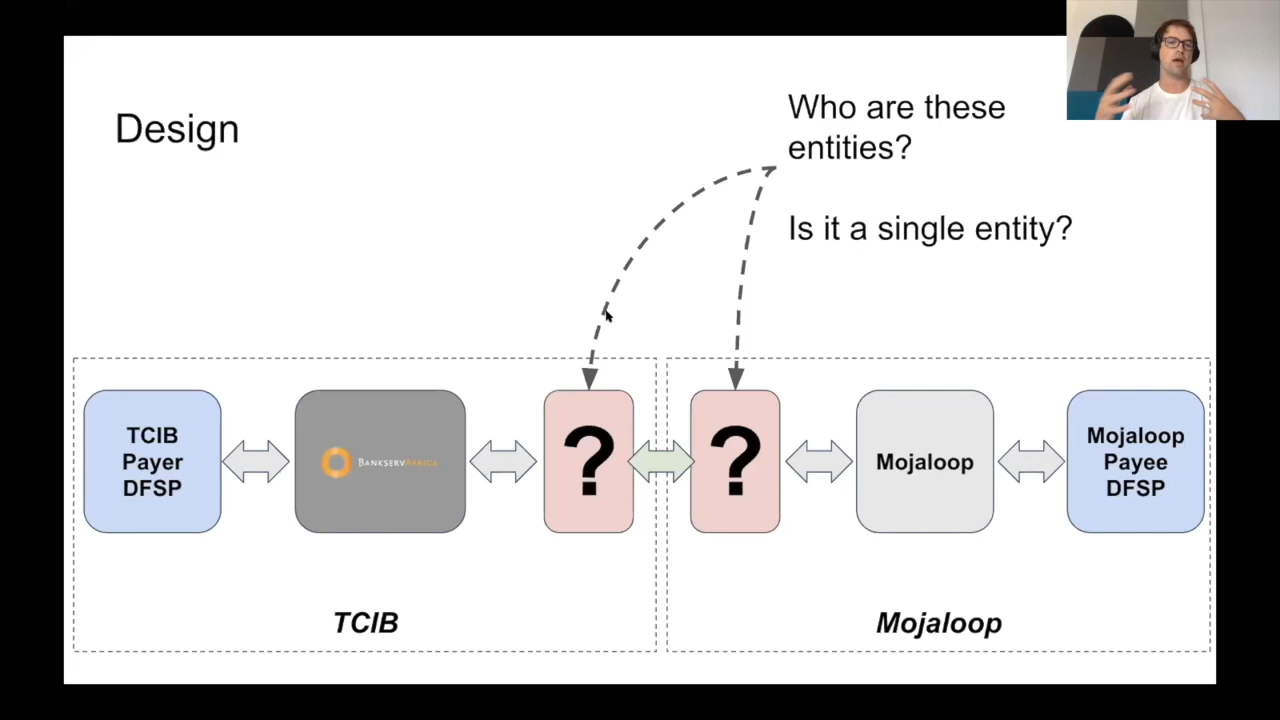 Design
Who are these
entities?
Is it a single entity?
TCIB
Payer
DFSP
BANKSERVAFRICA
?
?
Mojaloop
Mojaloop
Payee
DFSP
TCIB
Mojaloop